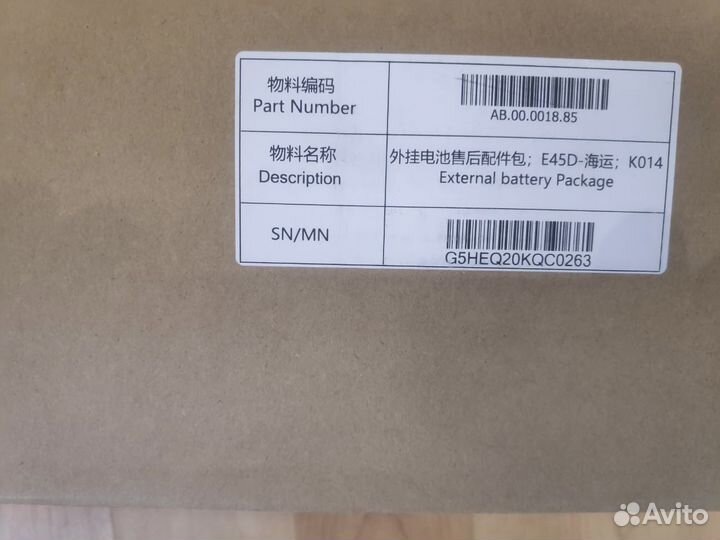 物料编码
Part Number
AB.00.0018.85
物料名称
Description
外挂电池售后配件包；E45D-海运；K014
External battery Package
SN/MN
G5HEQ20KQC0263
Avito